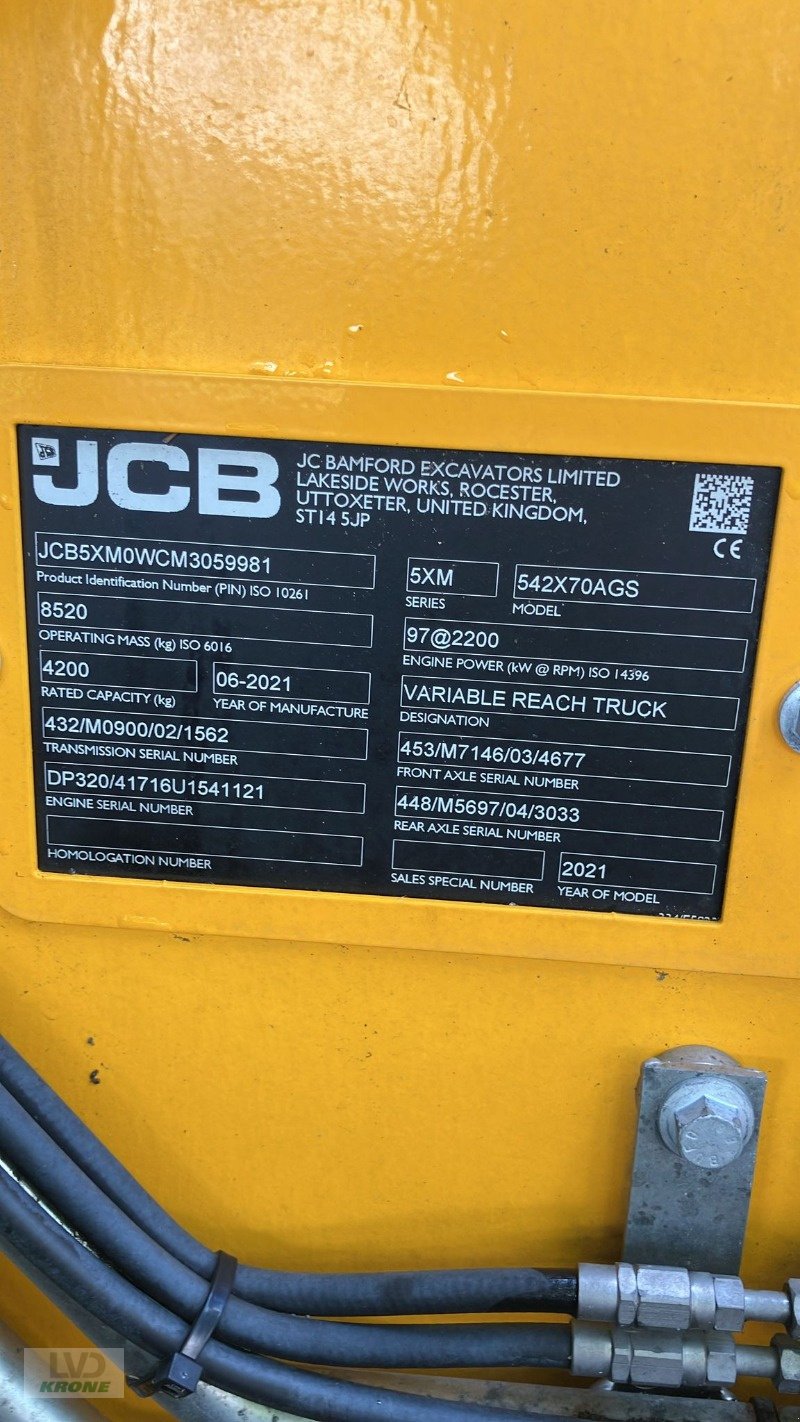 JCB
JC BAMFORD EXCAVATORS LIMITED
LAKESIDE WORKS, ROCESTER,
UTTOXETER, UNITED KINGDOM,
ST14 5JP
CE
JCB5XM0WCM3059981
Product Identification Number (PIN) ISO 10261
5XM
SERIES
542X70AGS
MODEL
8520
OPERATING MASS (kg) ISO 6016
97@2200
ENGINE POWER (kW @ RPM) ISO 14396
4200
RATED CAPACITY (kg)
06-2021
YEAR OF MANUFACTURE
VARIABLE REACH TRUCK
DESIGNATION
432/M0900/02/1562
TRANSMISSION SERIAL NUMBER
453/M7146/03/4677
FRONT AXLE SERIAL NUMBER
DP320/41716U1541121
ENGINE SERIAL NUMBER
448/M5697/04/3033
REAR AXLE SERIAL NUMBER
HOMOLOGATION NUMBER
SALES SPECIAL NUMBER
2021
YEAR OF MODEL
LVD
KRONE